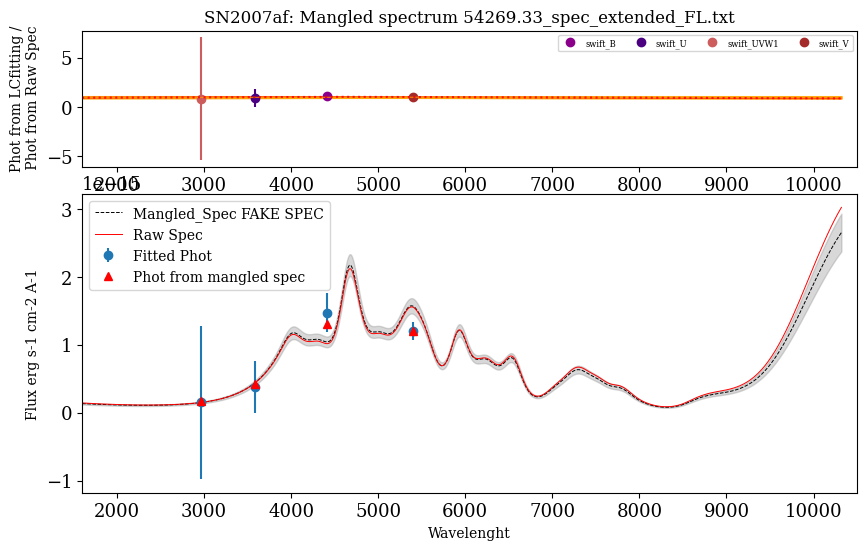 SN2007af: Mangled spectrum 54269.33_spec_extended_FL.txt
Phot from LCfitting /
Phot from Raw Spec
5
0
−5
swift_B
swift_U
swift_UVW1
swift_V
2000 3000 4000 5000 6000 7000 8000 9000 10000
1e−15
Flux erg s-1 cm-2 A-1
3
2
1
0
−1
Mangled_Spec FAKE SPEC
Raw Spec
Fitted Phot
Phot from mangled spec
2000 3000 4000 5000 6000 7000 8000 9000 10000
Wavelenght